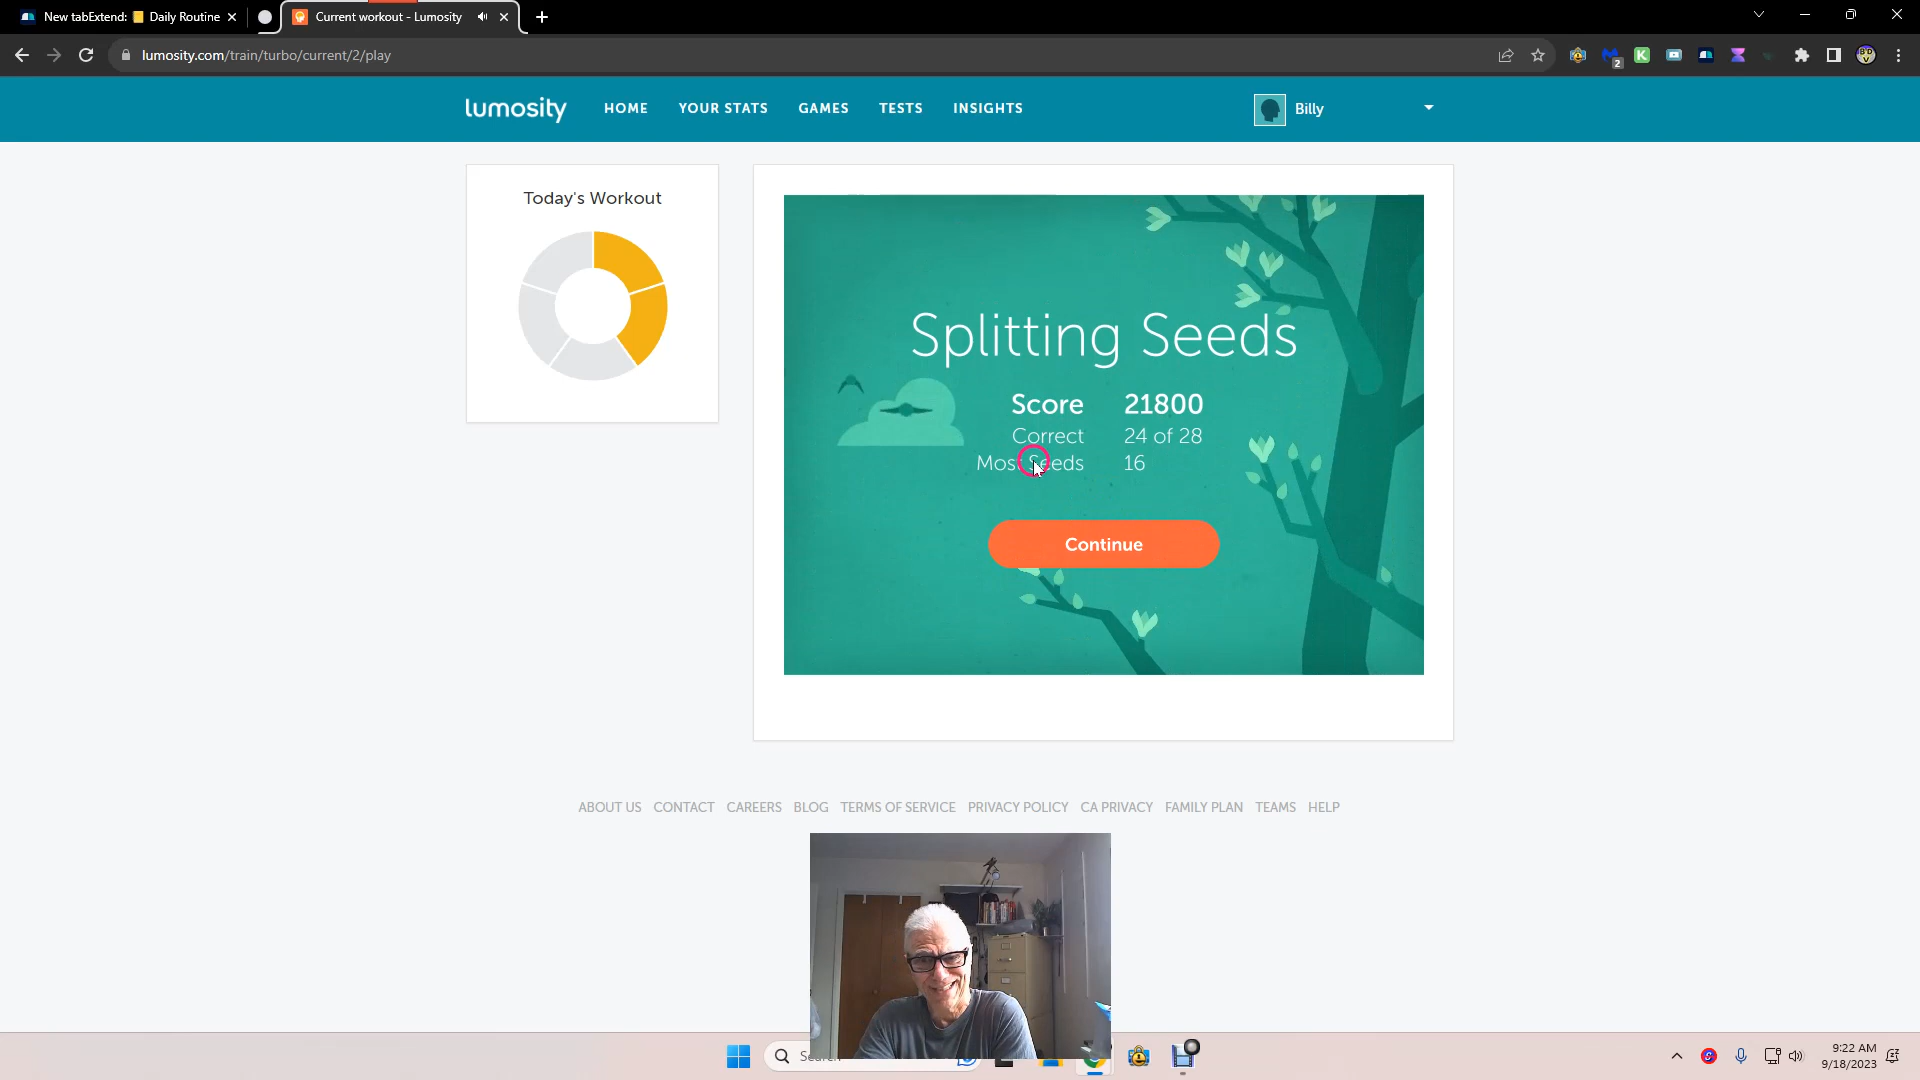 New tabExtend: 📒 Daily Routine
Current workout - Lumosity
lumosity.com/train/turbo/current/2/play
2
K
lumosity
HOME
YOUR STATS
GAMES
TESTS
INSIGHTS
Billy
Today's Workout
Splitting Seeds
Score 21800
Correct 24 of 28
Most Seeds 16
Continue
ABOUT US CONTACT CAREERS BLOG TERMS OF SERVICE PRIVACY POLICY CA PRIVACY FAMILY PLAN TEAMS HELP
9:22 AM
9/18/2023